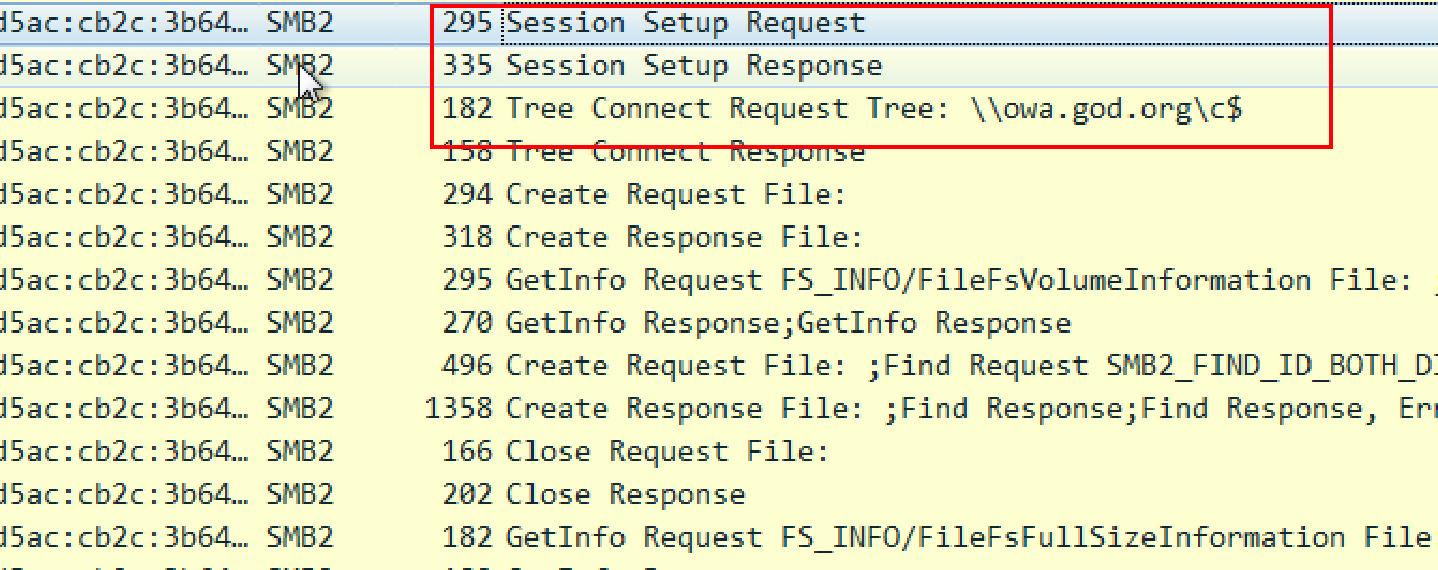 d5ac:cb2c:3b64… SMB2 295 Session Setup Request
d5ac:cb2c:3b64… SMB2 335 Session Setup Response
d5ac:cb2c:3b64… SMB2 182 Tree Connect Request Tree: \\owa.god.org\c$
d5ac:cb2c:3b64… SMB2 158 Tree Connect Response
d5ac:cb2c:3b64… SMB2 294 Create Request File:
d5ac:cb2c:3b64… SMB2 318 Create Response File:
d5ac:cb2c:3b64… SMB2 295 GetInfo Request FS_INFO/FileFsVolumeInformation File:
d5ac:cb2c:3b64… SMB2 270 GetInfo Response;GetInfo Response
d5ac:cb2c:3b64… SMB2 496 Create Request File: ;Find Request SMB2_FIND_ID_BOTH_DI
d5ac:cb2c:3b64… SMB2 1358 Create Response File: ;Find Response;Find Response, Err
d5ac:cb2c:3b64… SMB2 166 Close Request File:
d5ac:cb2c:3b64… SMB2 202 Close Response
d5ac:cb2c:3b64… SMB2 182 GetInfo Request FS_INFO/FileFsFullSizeInformation File